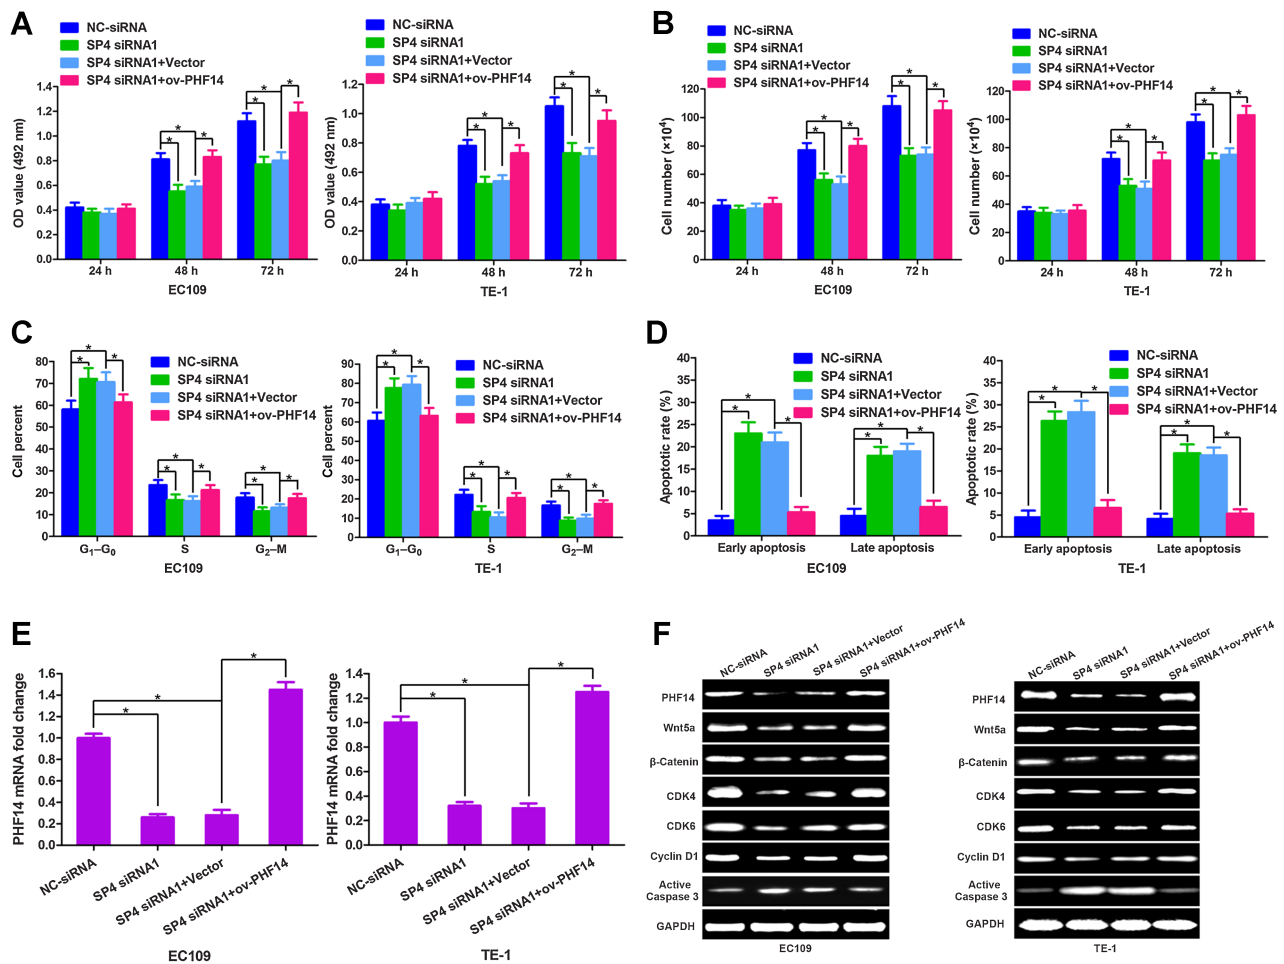 A
NC-siRNA
SP4 siRNA1
SP4 siRNA1+Vector
SP4 siRNA1+ov-PHF14
OD value (492 nm)
1.4
1.2
1.0
0.8
0.6
0.4
0.2
0.0
* * * * * *
24 h 48 h 72 h
EC109
NC-siRNA
SP4 siRNA1
SP4 siRNA1+Vector
SP4 siRNA1+ov-PHF14
OD value (492 nm)
1.2
1.0
0.8
0.6
0.4
0.2
0.0
* * * * * *
24 h 48 h 72 h
TE-1
B
NC-siRNA
SP4 siRNA1
SP4 siRNA1+Vector
SP4 siRNA1+ov-PHF14
Cell number (×10⁴)
120
100
80
60
40
20
0
* * * * * *
24 h 48 h 72 h
EC109
NC-siRNA
SP4 siRNA1
SP4 siRNA1+Vector
SP4 siRNA1+ov-PHF14
Cell number (×10⁴)
120
100
80
60
40
20
0
* * * * * *
24 h 48 h 72 h
TE-1
C
NC-siRNA
SP4 siRNA1
SP4 siRNA1+Vector
SP4 siRNA1+ov-PHF14
Cell percent
80
70
60
50
40
30
20
10
0
* * * * * * * * *
G₁–G₀ S G₂–M
EC109
NC-siRNA
SP4 siRNA1
SP4 siRNA1+Vector
SP4 siRNA1+ov-PHF14
Cell percent
90
80
70
60
50
40
30
20
10
0
* * * * * * * * *
G₁–G₀ S G₂–M
TE-1
D
NC-siRNA
SP4 siRNA1
SP4 siRNA1+Vector
SP4 siRNA1+ov-PHF14
Apoptotic rate (%)
40
35
30
25
20
15
10
5
0
* * * * * *
Early apoptosis Late apoptosis
EC109
NC-siRNA
SP4 siRNA1
SP4 siRNA1+Vector
SP4 siRNA1+ov-PHF14
Apoptotic rate (%)
40
35
30
25
20
15
10
5
0
* * * * * *
Early apoptosis Late apoptosis
TE-1
E
PHF14 mRNA fold change
1.6
1.4
1.2
1.0
0.8
0.6
0.4
0.2
0.0
* * *
NC-siRNA
SP4 siRNA1
SP4 siRNA1+Vector
SP4 siRNA1+ov-PHF14
EC109
PHF14 mRNA fold change
1.4
1.2
1.0
0.8
0.6
0.4
0.2
0.0
* * *
NC-siRNA
SP4 siRNA1
SP4 siRNA1+Vector
SP4 siRNA1+ov-PHF14
TE-1
F
NC-siRNA
SP4 siRNA1
SP4 siRNA1+Vector
SP4 siRNA1+ov-PHF14
PHF14
Wnt5a
β-Catenin
CDK4
CDK6
Cyclin D1
Active
Caspase 3
GAPDH
EC109
NC-siRNA
SP4 siRNA1
SP4 siRNA1+Vector
SP4 siRNA1+ov-PHF14
PHF14
Wnt5a
β-Catenin
CDK4
CDK6
Cyclin D1
Active
Caspase 3
GAPDH
TE-1